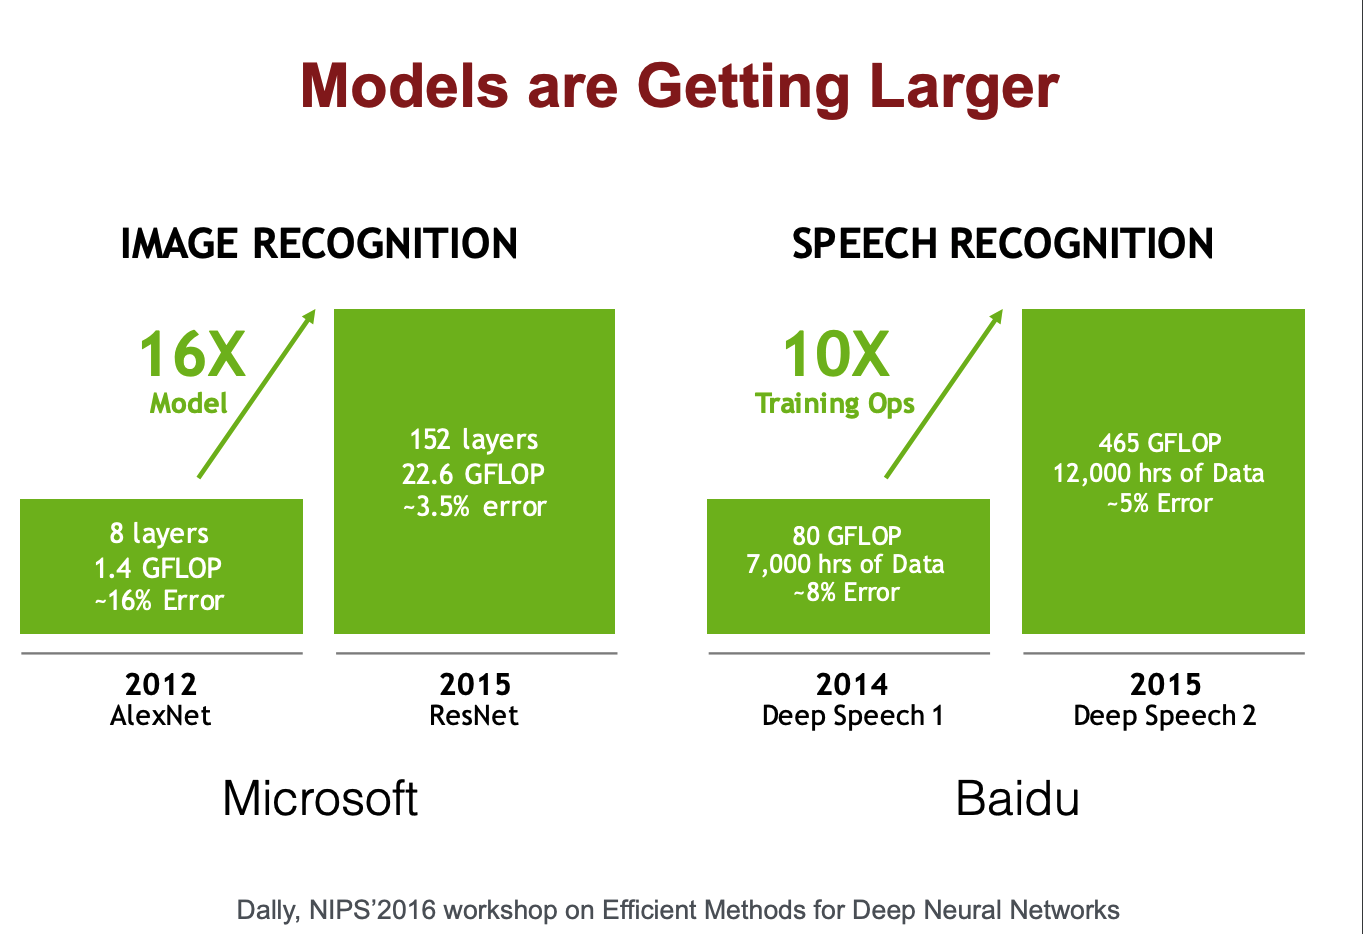 Models are Getting Larger
IMAGE RECOGNITION
16X
Model
8 layers
1.4 GFLOP
~16% Error
152 layers
22.6 GFLOP
~3.5% error
2012
AlexNet
2015
ResNet
Microsoft
SPEECH RECOGNITION
10X
Training Ops
80 GFLOP
7,000 hrs of Data
~8% Error
465 GFLOP
12,000 hrs of Data
~5% Error
2014
Deep Speech 1
2015
Deep Speech 2
Baidu
Dally, NIPS’2016 workshop on Efficient Methods for Deep Neural Networks